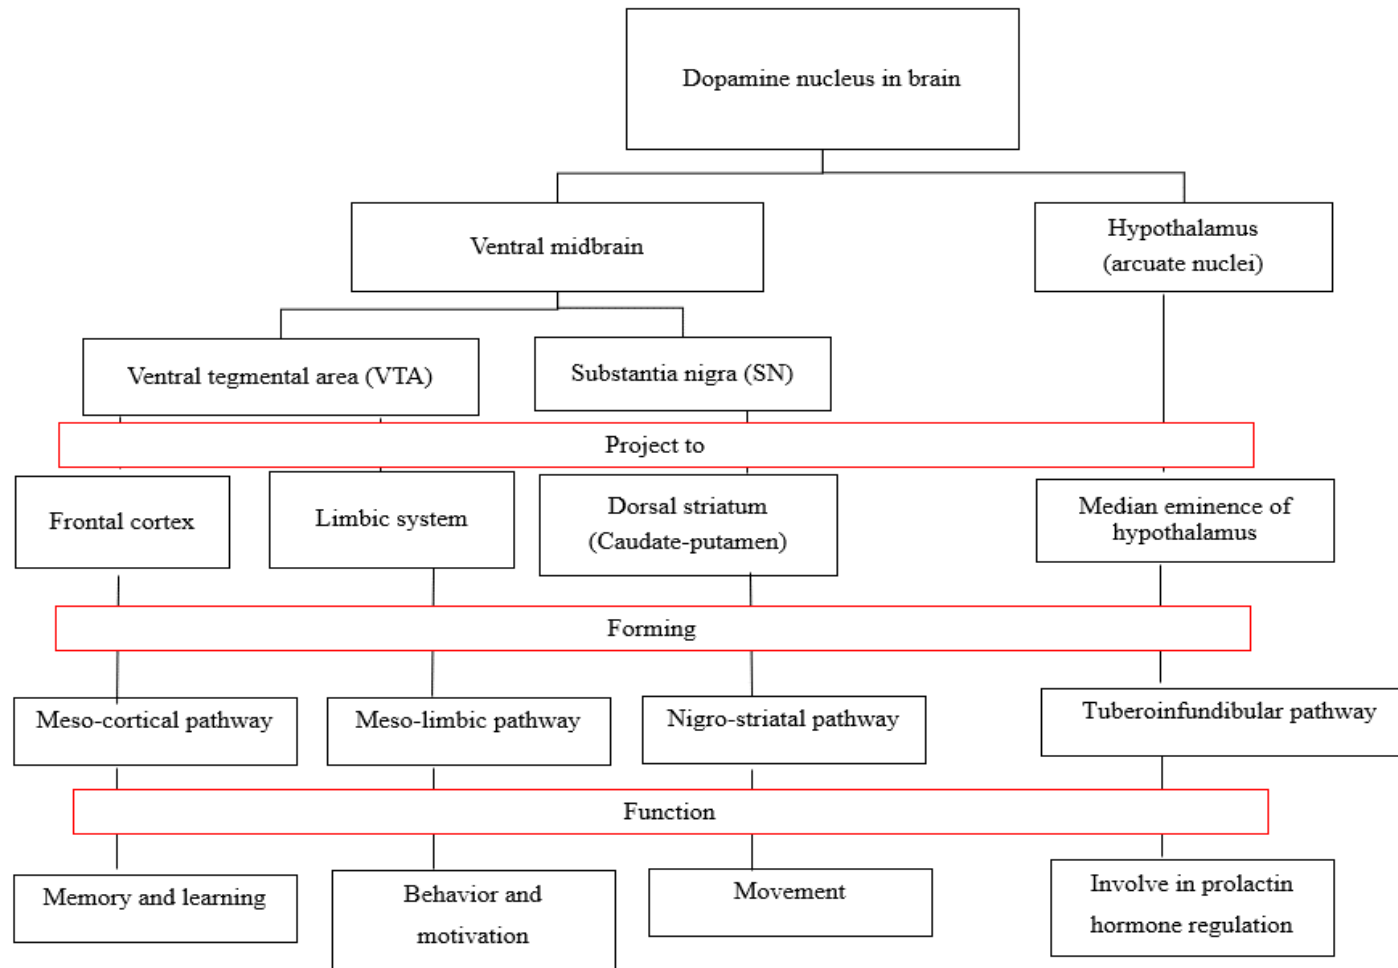 Dopamine nucleus in brain
Ventral midbrain
Hypothalamus
(arcuate nuclei)
Ventral tegmental area (VTA)
Substantia nigra (SN)
Project to
Frontal cortex
Limbic system
Dorsal striatum
(Caudate-putamen)
Median eminence of
hypothalamus
Forming
Meso-cortical pathway
Meso-limbic pathway
Nigro-striatal pathway
Tuberoinfundibular pathway
Function
Memory and learning
Behavior and
motivation
Movement
Involve in prolactin
hormone regulation